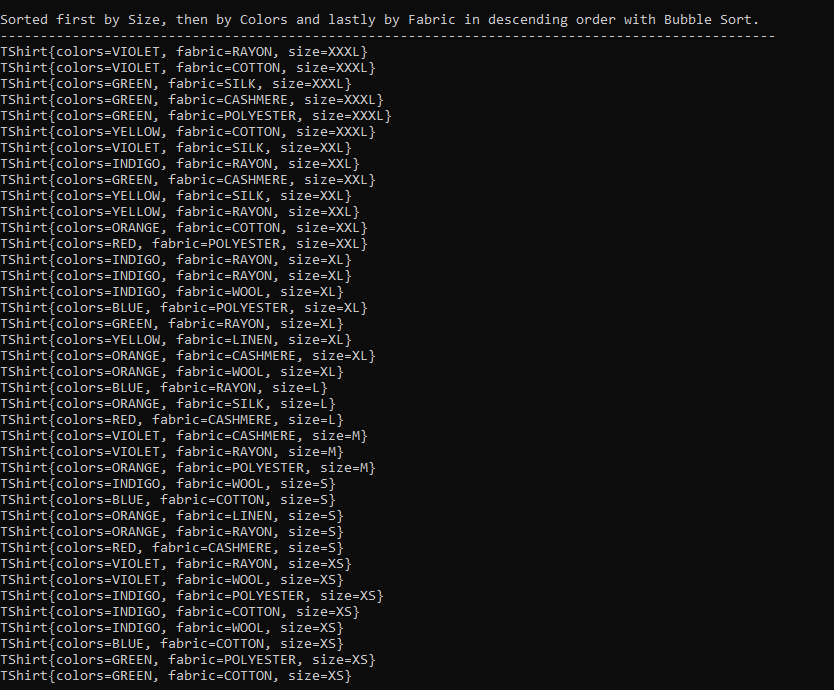 Sorted first by Size, then by Colors and lastly by Fabric in descending order with Bubble Sort.
-------------------------------------------------------------------------------------------------
TShirt{colors=VIOLET, fabric=RAYON, size=XXXL}
TShirt{colors=VIOLET, fabric=COTTON, size=XXXL}
TShirt{colors=GREEN, fabric=SILK, size=XXXL}
TShirt{colors=GREEN, fabric=CASHMERE, size=XXXL}
TShirt{colors=GREEN, fabric=POLYESTER, size=XXXL}
TShirt{colors=YELLOW, fabric=COTTON, size=XXXL}
TShirt{colors=VIOLET, fabric=SILK, size=XXL}
TShirt{colors=INDIGO, fabric=RAYON, size=XXL}
TShirt{colors=GREEN, fabric=CASHMERE, size=XXL}
TShirt{colors=YELLOW, fabric=SILK, size=XXL}
TShirt{colors=YELLOW, fabric=RAYON, size=XXL}
TShirt{colors=ORANGE, fabric=COTTON, size=XXL}
TShirt{colors=RED, fabric=POLYESTER, size=XXL}
TShirt{colors=INDIGO, fabric=RAYON, size=XL}
TShirt{colors=INDIGO, fabric=RAYON, size=XL}
TShirt{colors=INDIGO, fabric=WOOL, size=XL}
TShirt{colors=BLUE, fabric=POLYESTER, size=XL}
TShirt{colors=GREEN, fabric=RAYON, size=XL}
TShirt{colors=YELLOW, fabric=LINEN, size=XL}
TShirt{colors=ORANGE, fabric=CASHMERE, size=XL}
TShirt{colors=ORANGE, fabric=WOOL, size=XL}
TShirt{colors=BLUE, fabric=RAYON, size=L}
TShirt{colors=ORANGE, fabric=SILK, size=L}
TShirt{colors=RED, fabric=CASHMERE, size=L}
TShirt{colors=VIOLET, fabric=CASHMERE, size=M}
TShirt{colors=VIOLET, fabric=RAYON, size=M}
TShirt{colors=ORANGE, fabric=POLYESTER, size=M}
TShirt{colors=INDIGO, fabric=WOOL, size=S}
TShirt{colors=BLUE, fabric=COTTON, size=S}
TShirt{colors=ORANGE, fabric=LINEN, size=S}
TShirt{colors=ORANGE, fabric=RAYON, size=S}
TShirt{colors=RED, fabric=CASHMERE, size=S}
TShirt{colors=VIOLET, fabric=RAYON, size=XS}
TShirt{colors=VIOLET, fabric=WOOL, size=XS}
TShirt{colors=INDIGO, fabric=POLYESTER, size=XS}
TShirt{colors=INDIGO, fabric=COTTON, size=XS}
TShirt{colors=INDIGO, fabric=WOOL, size=XS}
TShirt{colors=BLUE, fabric=COTTON, size=XS}
TShirt{colors=GREEN, fabric=POLYESTER, size=XS}
TShirt{colors=GREEN, fabric=COTTON, size=XS}